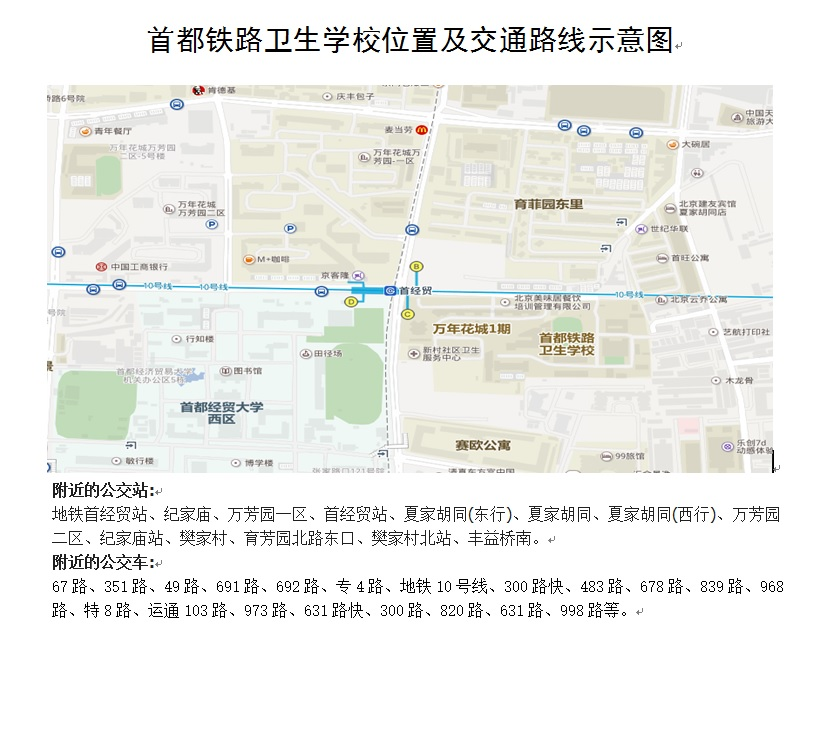 首都铁路卫生学校位置及交通路线示意图
肯德基
庆丰包子
桥路6号院
中国天
旅游大
青年餐厅
麦当劳
大碗居
万年花城万芳园
二区-5号楼
万年花城万
芳园-一区
万年花城
万芳园二区
育菲园东里
北京建友宾馆
夏家胡同店
P
P
世纪华联
M+咖啡
首旺公寓
中国工商银行
京客隆
B
10号线
10号线
首经贸
10号线
D
C
北京美味居餐饮
培训管理有限公司
北京云乔公寓
万年花城1期
首都铁路
卫生学校
艺航打印社
行知楼
田径场
新村社区卫生
服务中心
首都经济贸易大学
机关办公区5栋
图书馆
木龙骨
首都经贸大学
西区
赛欧公寓
乐创7d
动感体验
99旅馆
敏行楼
博学楼
张家路口121号院
附近的公交站:
地铁首经贸站、纪家庙、万芳园一区、首经贸站、夏家胡同(东行)、夏家胡同、夏家胡同(西行)、万芳园
二区、纪家庙站、樊家村、育芳园北路东口、樊家村北站、丰益桥南。
附近的公交车:
67路、351路、49路、691路、692路、专4路、地铁10号线、300路快、483路、678路、839路、968
路、特8路、运通103路、973路、631路快、300路、820路、631路、998路等。